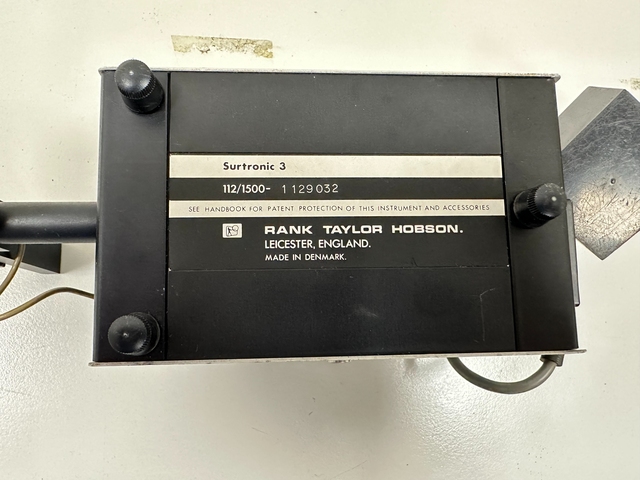 Surtronic 3
112/1500- 1129032
SEE HANDBOOK FOR PATENT PROTECTION OF THIS INSTRUMENT AND ACCESSORIES
RANK TAYLOR HOBSON.
LEICESTER, ENGLAND.
MADE IN DENMARK.